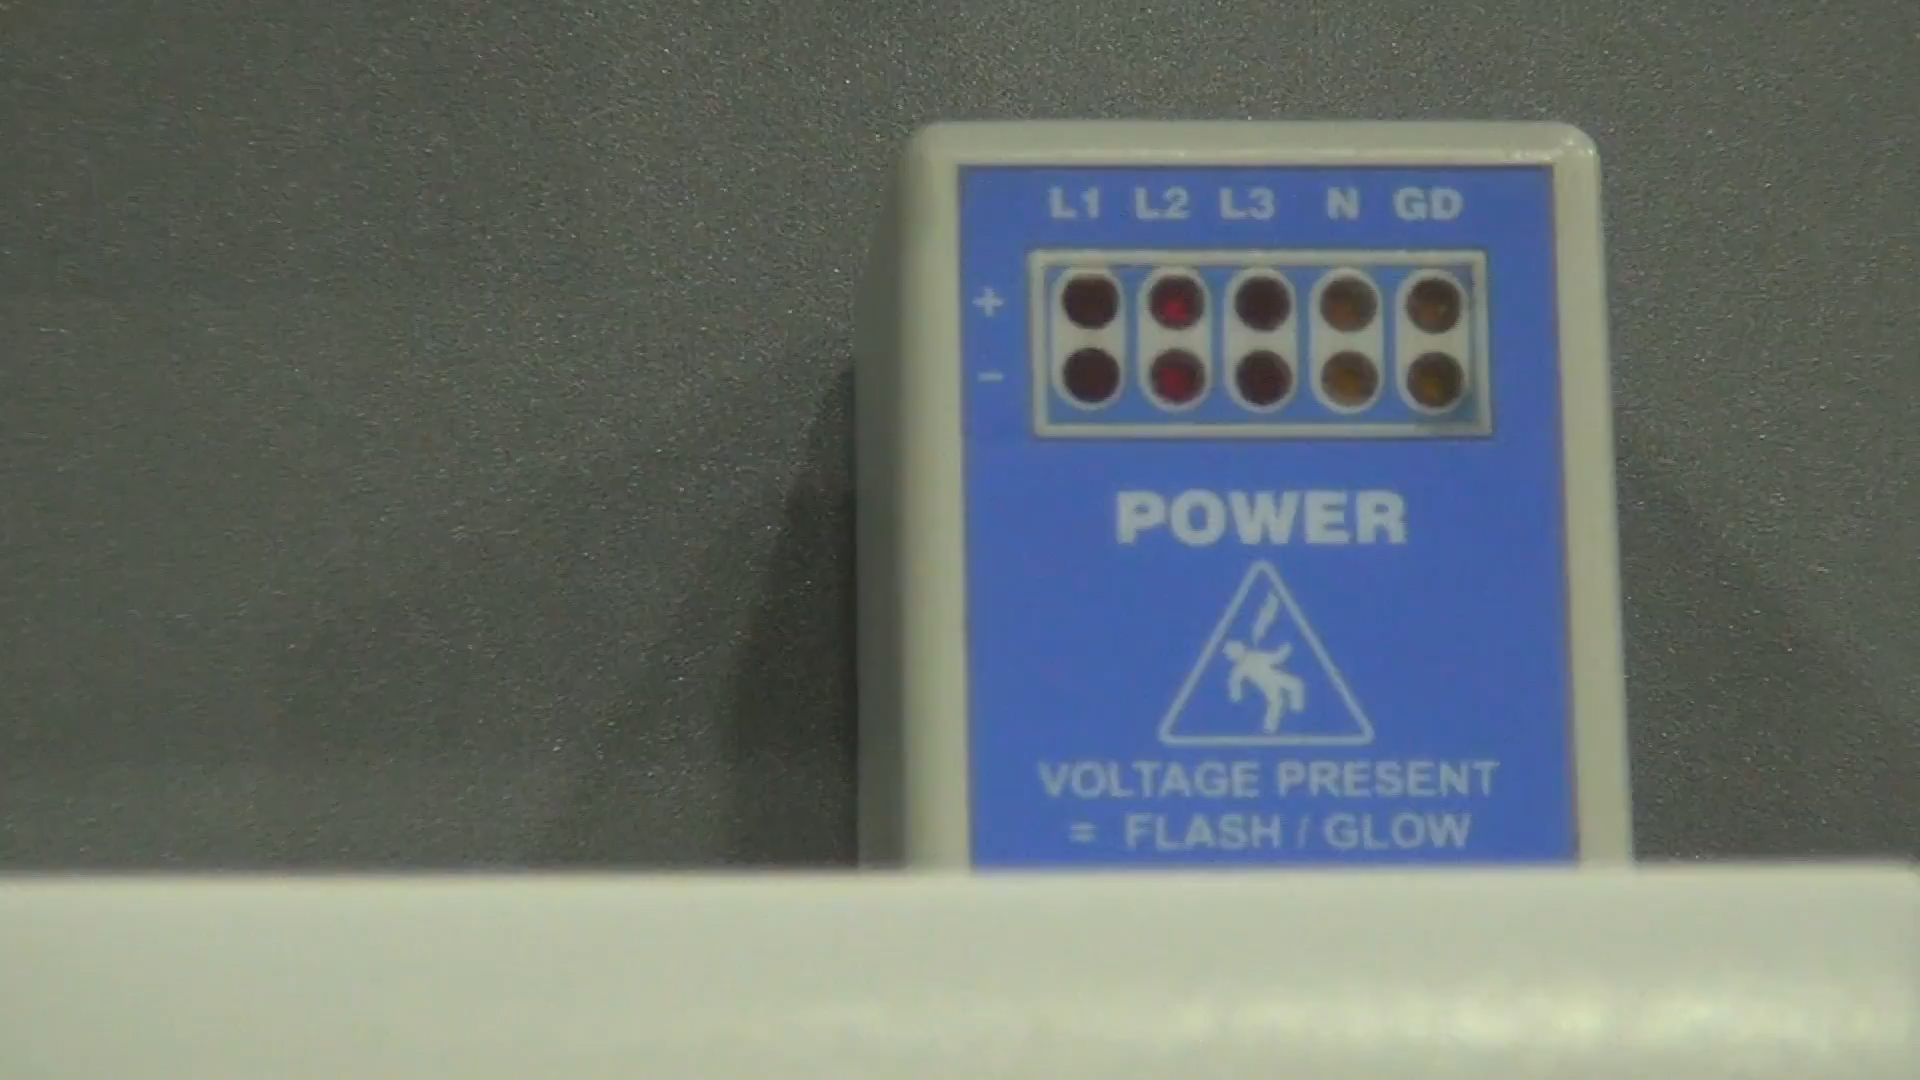 L1 L2 L3 N GD
+
−
POWER
VOLTAGE PRESENT
= FLASH / GLOW